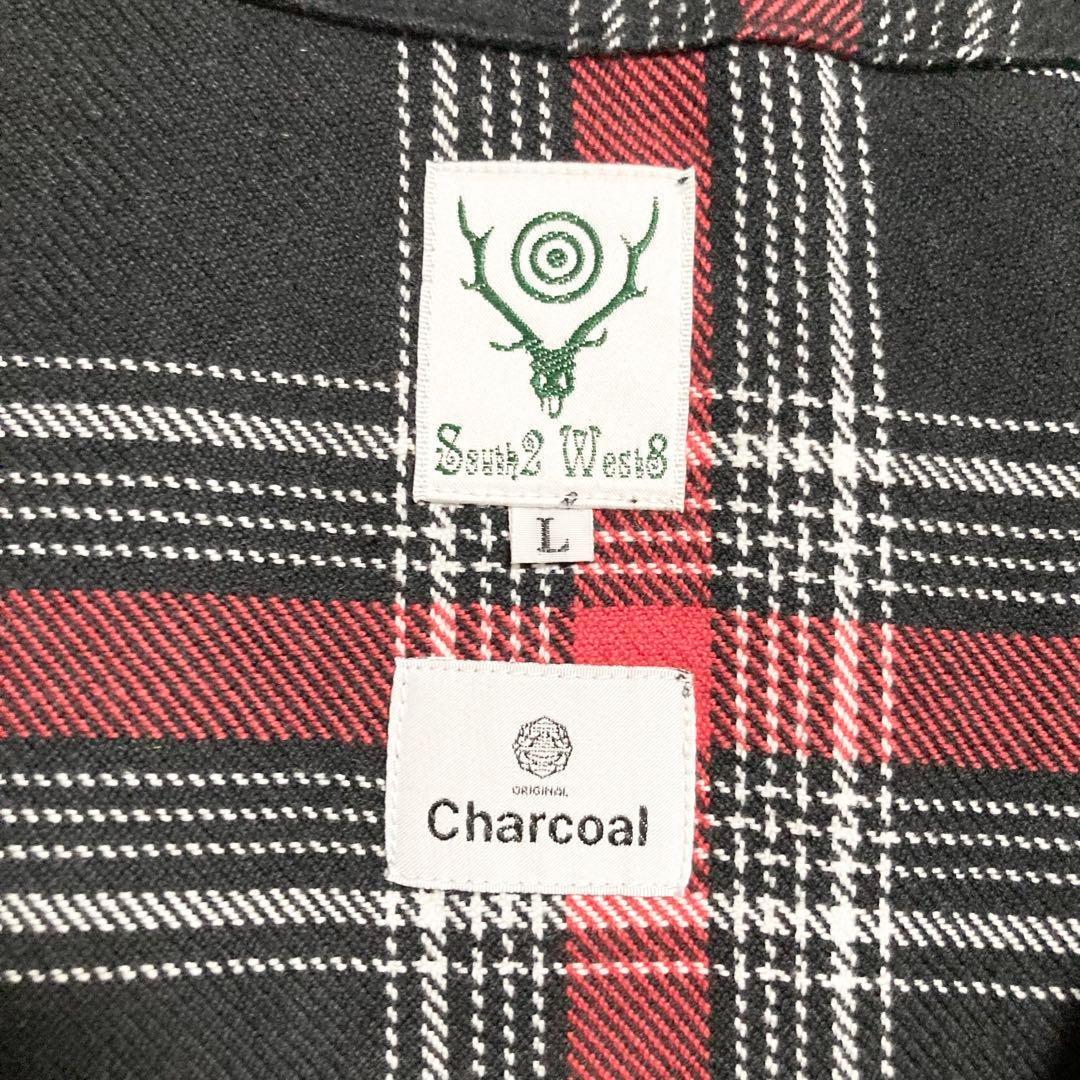 South2 West8
L
ORIGINAL
Charcoal